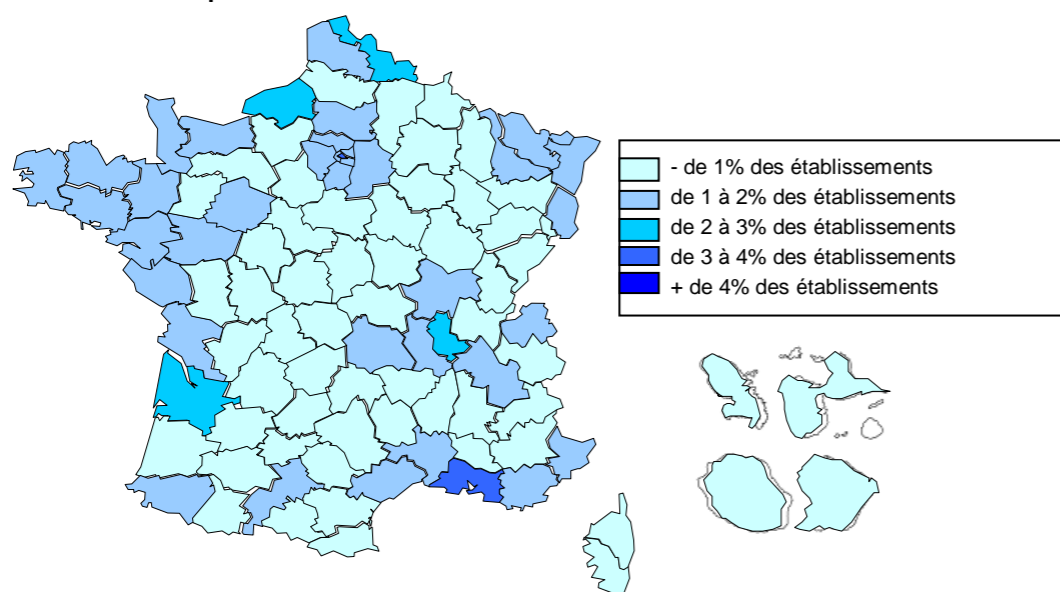 - de 1% des établissements
de 1 à 2% des établissements
de 2 à 3% des établissements
de 3 à 4% des établissements
+ de 4% des établissements